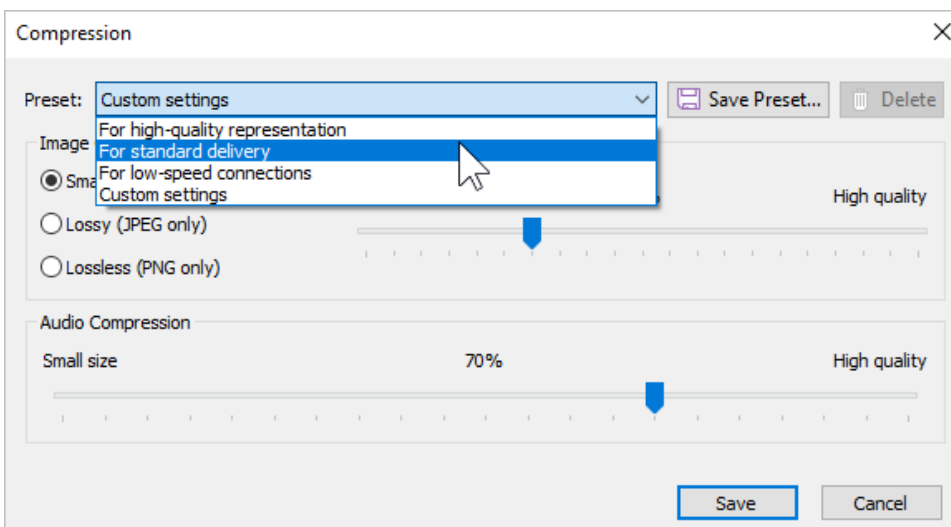 Compression
Preset: Custom settings Save Preset... Delete
For high-quality representation
Image
For standard delivery
For low-speed connections
Custom settings
High quality
Lossy (JPEG only)
Lossless (PNG only)
Audio Compression
Small size 70% High quality
Save Cancel